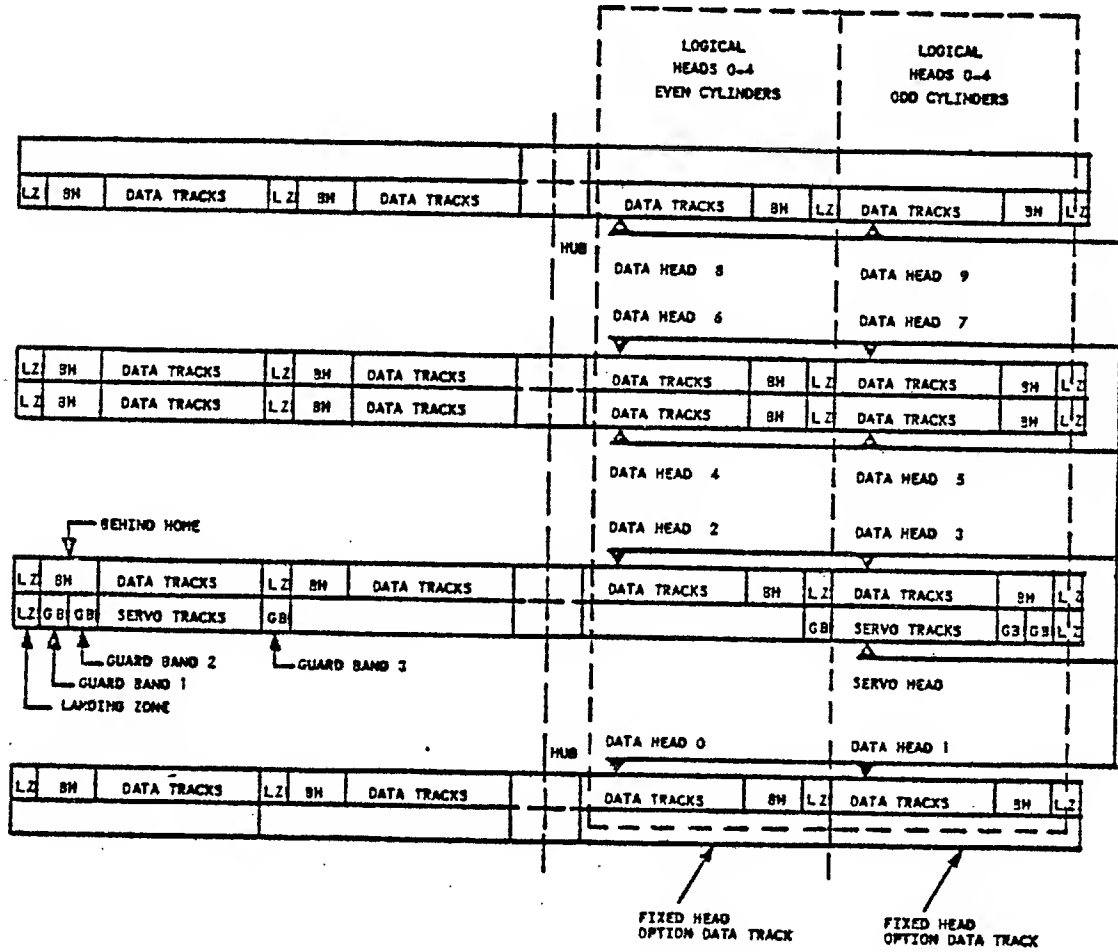 LOGICAL
HEADS 0-4
EVEN CYLINDERS
LOGICAL
HEADS 0-4
ODD CYLINDERS
LZ BH DATA TRACKS LZ BH DATA TRACKS DATA TRACKS BH LZ DATA TRACKS BH LZ
HUB
DATA HEAD 8 DATA HEAD 9
DATA HEAD 6 DATA HEAD 7
LZ BH DATA TRACKS LZ BH DATA TRACKS DATA TRACKS BH LZ DATA TRACKS BH LZ
LZ BH DATA TRACKS LZ BH DATA TRACKS DATA TRACKS BH LZ DATA TRACKS BH LZ
DATA HEAD 4 DATA HEAD 5
BEHIND HOME
DATA HEAD 2 DATA HEAD 3
LZ BH DATA TRACKS LZ BH DATA TRACKS DATA TRACKS BH LZ DATA TRACKS BH LZ
LZ GB GB SERVO TRACKS GB GB SERVO TRACKS GB GB LZ
GUARD BAND 2
GUARD BAND 3
GUARD BAND 1
LANDING ZONE
SERVO HEAD
HUB
DATA HEAD 0 DATA HEAD 1
LZ BH DATA TRACKS LZ BH DATA TRACKS DATA TRACKS BH LZ DATA TRACKS BH LZ
FIXED HEAD
OPTION DATA TRACK
FIXED HEAD
OPTION DATA TRACK